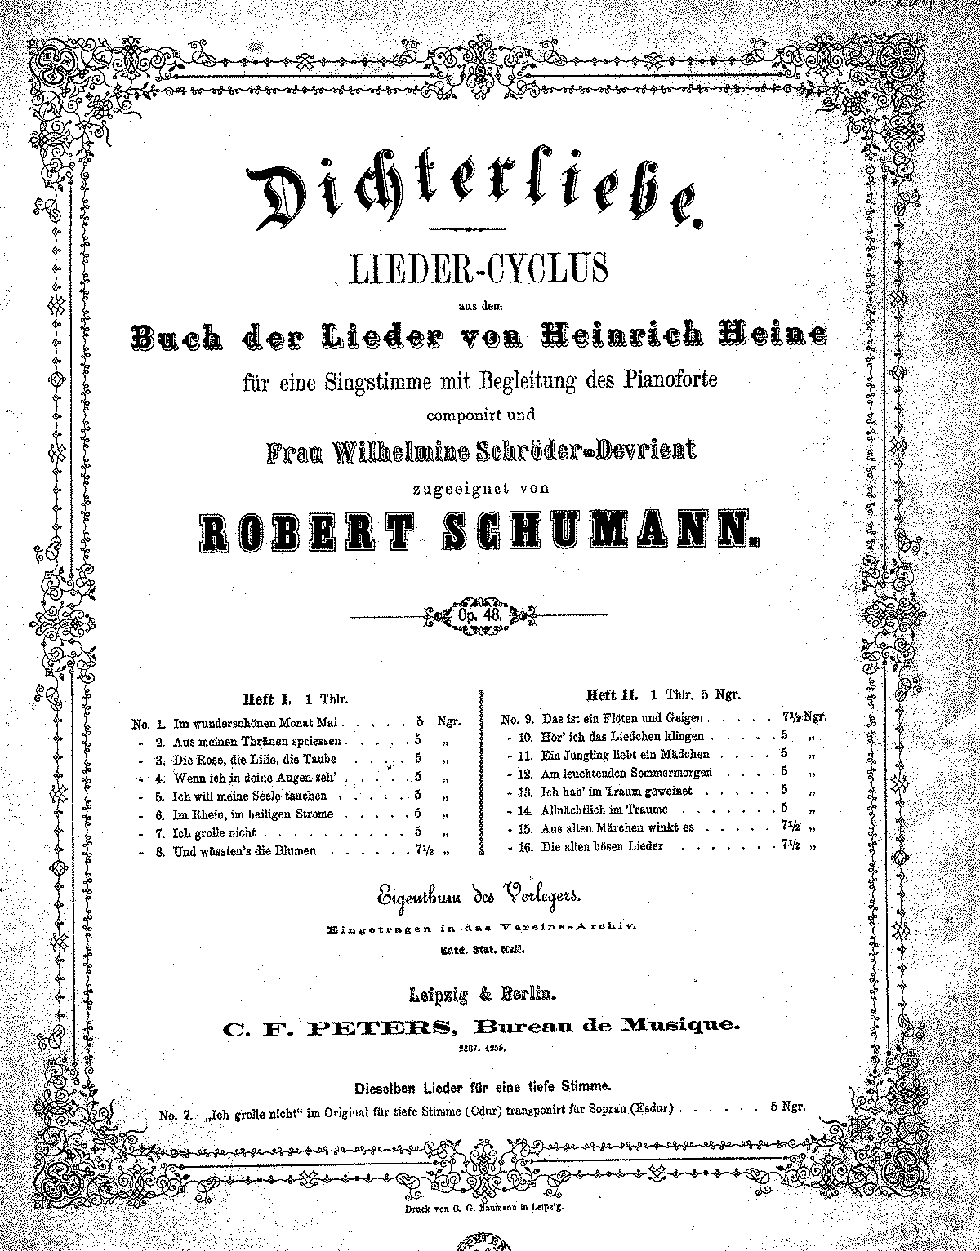 Dichterliebe.
LIEDER-CYCLUS
aus dem
Buch der Lieder von Heinrich Heine
für eine Singstimme mit Begleitung des Pianoforte
componirt und
Frau Wilhelmine Schröder-Devrient
zugeeignet von
ROBERT SCHUMANN.
Op. 48.
Heft I. 1 Thlr.
No. 1. Im wunderschönen Monat Mai . . . . . 5 Ngr.
- 2. Aus meinen Thränen spriessen . . . . . 5 „
- 3. Die Rose, die Lilie, die Taube . . . . . 5 „
- 4. Wenn ich in deine Augen seh' . . . . . 5 „
- 5. Ich will meine Seele tauchen . . . . . 5 „
- 6. Im Rhein, im heiligen Strome . . . . . 5 „
- 7. Ich grolle nicht . . . . . . . . . . 5 „
- 8. Und wüssten's die Blumen . . . . . . 7½ „
Heft II. 1 Thlr. 5 Ngr.
No. 9. Das ist ein Flöten und Geigen . . . . . 7½ Ngr.
- 10. Hör' ich das Liedchen klingen . . . . . 5 „
- 11. Ein Jüngling liebt ein Mädchen . . . . 5 „
- 12. Am leuchtenden Sommermorgen . . . . 5 „
- 13. Ich hab' im Traum geweinet . . . . . 5 „
- 14. Allnächtlich im Traume . . . . . . . 5 „
- 15. Aus alten Märchen winkt es . . . . . . 7½ „
- 16. Die alten bösen Lieder . . . . . . . 7½ „
Eigenthum des Verlegers.
Eingetragen in das Vereins-Archiv.
Entd. Stat. Hall.
Leipzig & Berlin.
C. F. PETERS, Bureau de Musique.
Dieselben Lieder für eine tiefe Stimme.
No. 7. „Ich grolle nicht“ im Original für tiefe Stimme (Cdur) transponirt für Sopran (Esdur) . . . . . . 5 Ngr.
Druck von C. G. Naumann in Leipzig.